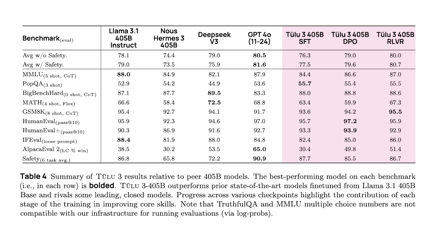 Benchmark(eval) Llama 3.1 405B Instruct Nous Hermes 3 405B Deepseek V3 GPT 4o (11-24) Tülu 3 405B SFT Tülu 3 405B DPO Tülu 3 405B RLVR
Avg w/o Safety. 78.1 74.4 79.0 80.5 76.3 79.0 80.0
Avg w/ Safety. 79.0 73.5 75.9 81.6 77.5 79.6 80.7
MMLU(5 shot, CoT) 88.0 84.9 82.1 87.9 84.4 86.6 87.0
PopQA(3 shot) 52.9 54.2 44.9 53.6 55.7 55.4 55.5
BigBenchHard(0 shot, CoT) 87.1 87.7 89.5 83.3 88.0 88.8 88.6
MATH(4 shot, Flex) 66.6 58.4 72.5 68.8 63.4 59.9 67.3
GSM8K(8 shot, CoT) 95.4 92.7 94.1 91.7 93.6 94.2 95.5
HumanEval(pass@10) 95.9 92.3 94.6 97.0 95.7 97.2 95.9
HumanEval+(pass@10) 90.3 86.9 91.6 92.7 93.3 93.9 92.9
IFEval(loose prompt) 88.4 81.9 88.0 84.8 82.4 85.0 86.0
AlpacaEval 2(LC % win) 38.5 30.2 53.5 65.0 30.4 49.8 51.4
Safety(6 task avg.) 86.8 65.8 72.2 90.9 87.7 85.5 86.7
Table 4 Summary of TÜLU 3 results relative to peer 405B models. The best-performing model on each benchmark
(i.e., in each row) is bolded. TÜLU 3-405B outperforms prior state-of-the-art models finetuned from Llama 3.1 405B
Base and rivals some leading, closed models. Progress across various checkpoints highlight the contribution of each
stage of the training in improving core skills. Note that TruthfulQA and MMLU multiple choice numbers are not
compatible with our infrastructure for running evaluations (via log-probs).